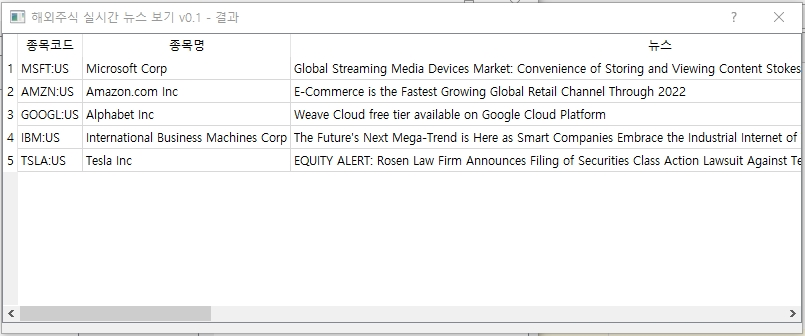 해외주식 실시간 뉴스 보기 v0.1 - 결과
종목코드 종목명 뉴스
1 MSFT:US Microsoft Corp Global Streaming Media Devices Market: Convenience of Storing and Viewing Content Stokes
2 AMZN:US Amazon.com Inc E-Commerce is the Fastest Growing Global Retail Channel Through 2022
3 GOOGL:US Alphabet Inc Weave Cloud free tier available on Google Cloud Platform
4 IBM:US International Business Machines Corp The Future's Next Mega-Trend is Here as Smart Companies Embrace the Industrial Internet of
5 TSLA:US Tesla Inc EQUITY ALERT: Rosen Law Firm Announces Filing of Securities Class Action Lawsuit Against Te